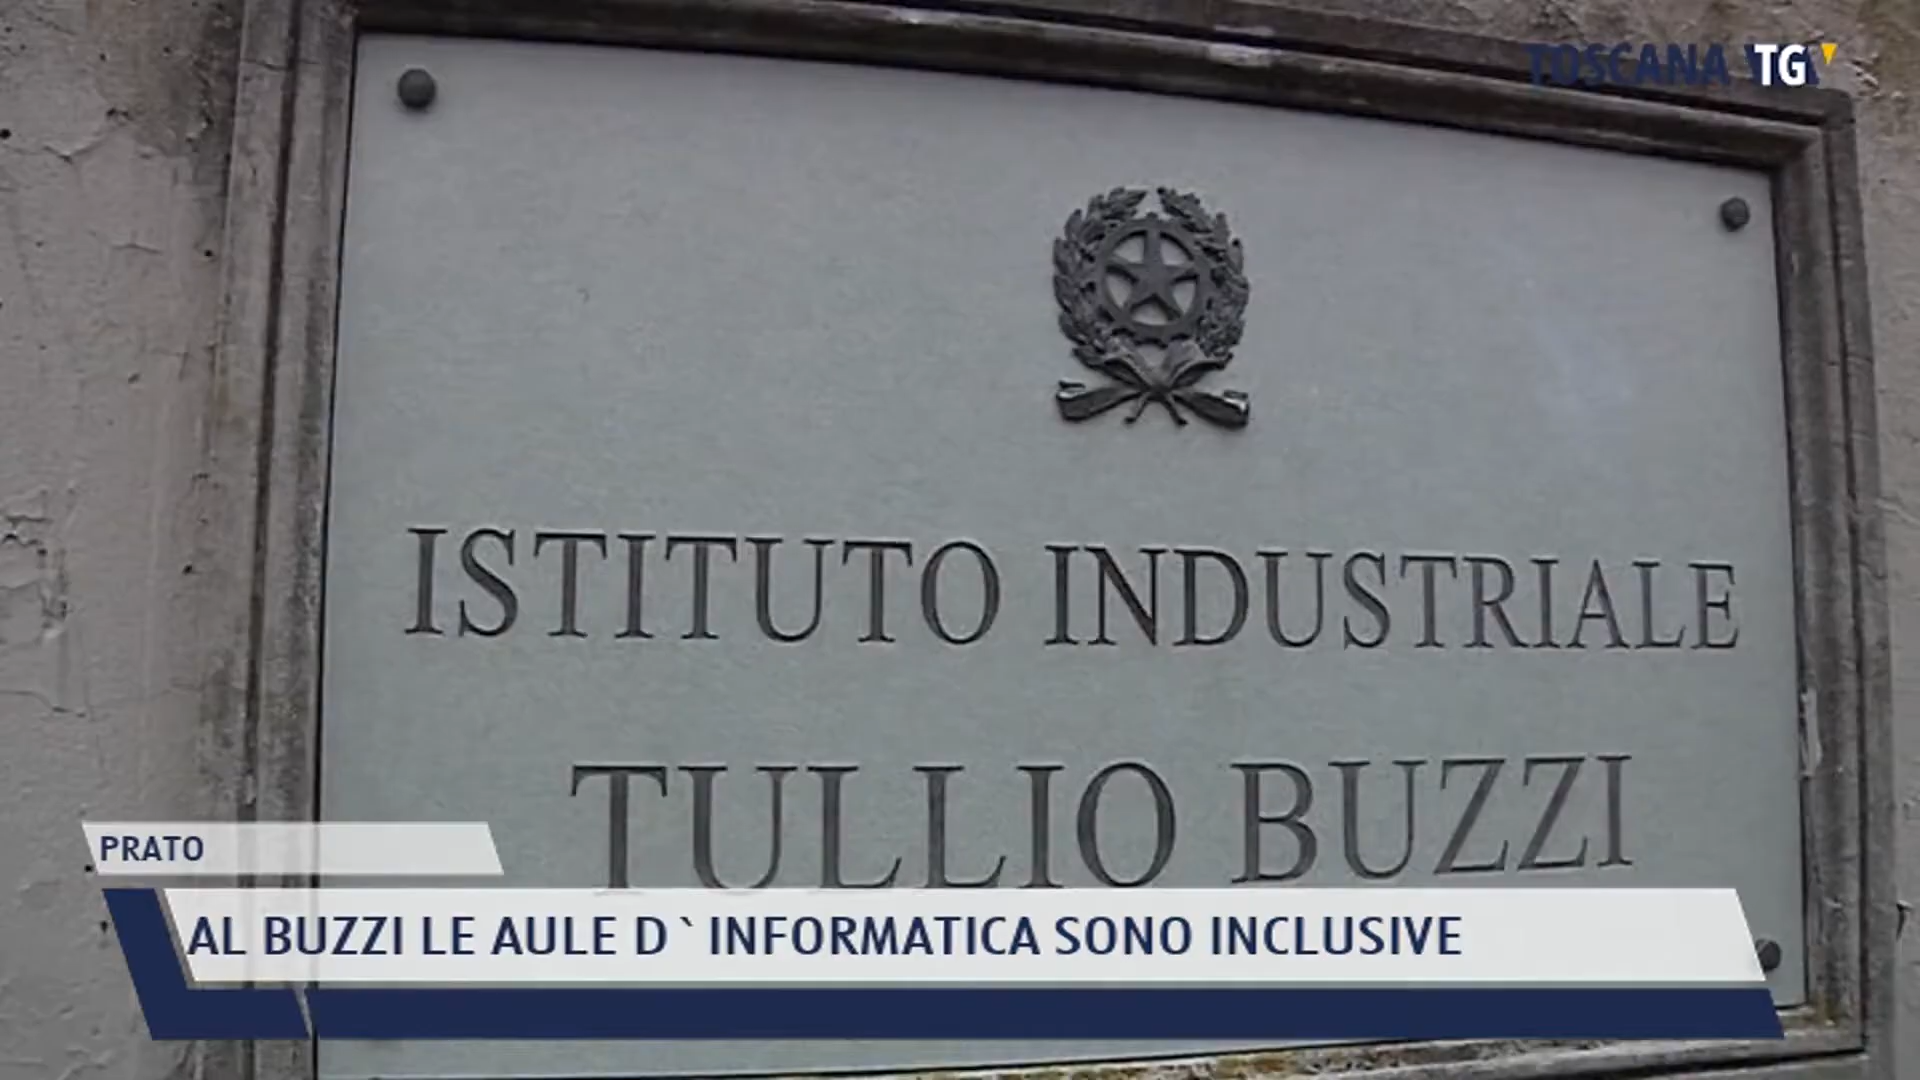 TOSCANA TG
ISTITUTO INDUSTRIALE
TULLIO BUZZI
PRATO
AL BUZZI LE AULE D`INFORMATICA SONO INCLUSIVE